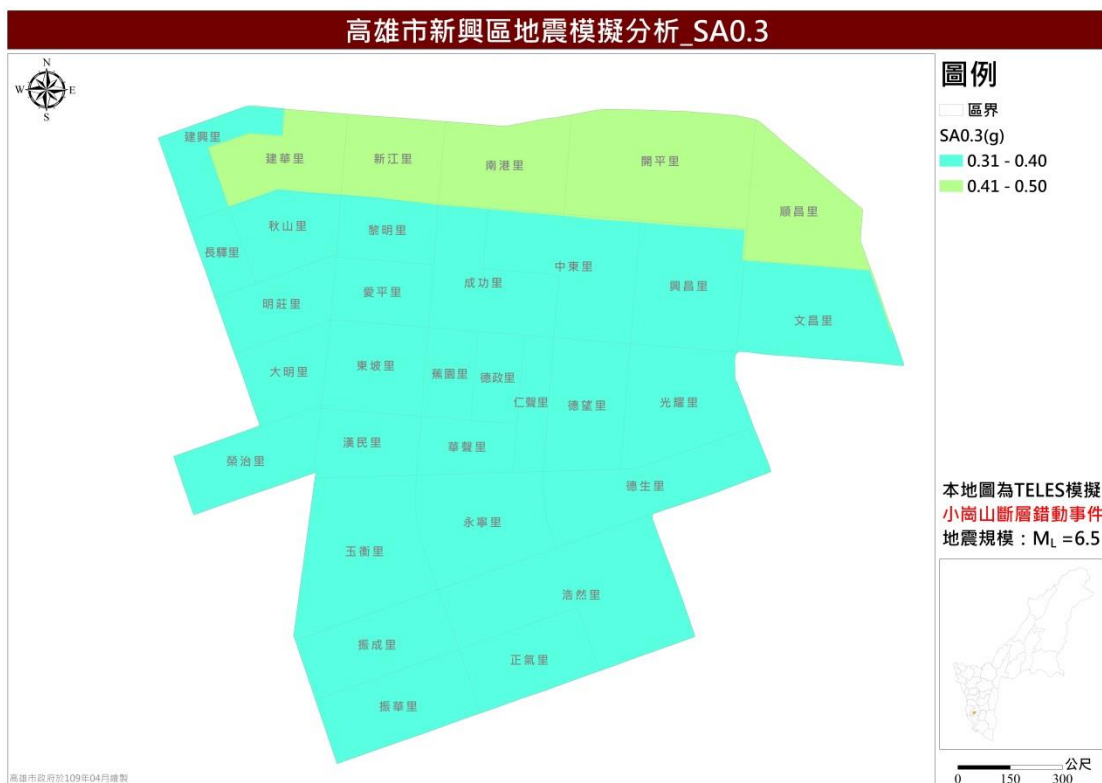 高雄市新興區地震模擬分析_SA0.3
N
W E
S
圖例
區界
SA0.3(g)
0.31 - 0.40
0.41 - 0.50
建興里
建華里
新江里
南港里
開平里
順昌里
秋山里
黎明里
長驛里
中東里
成功里
興昌里
明莊里
愛平里
文昌里
大明里
東坡里
蕉園里
德政里
仁聲里
德望里
光耀里
漢民里
華聲里
榮治里
德生里
永寧里
玉衡里
浩然里
振成里
正氣里
振華里
本地圖為TELES模擬
小崗山斷層錯動事件
地震規模：ML =6.5
公尺
0 150 300
高雄市政府於109年04月繪製